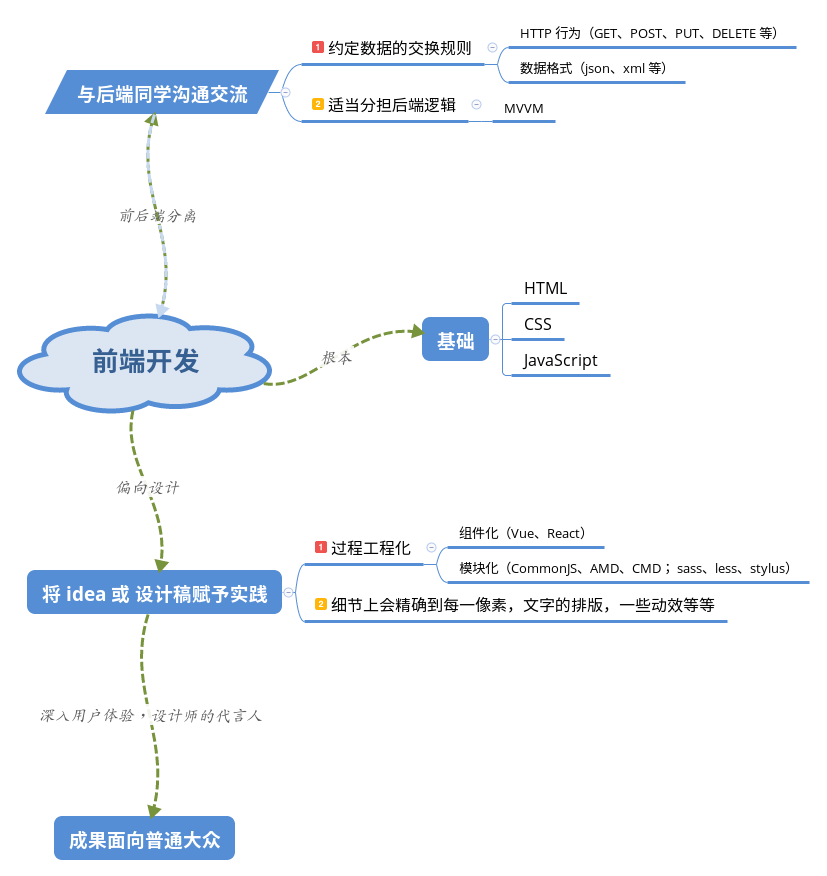 1 约定数据的交换规则
HTTP 行为（GET、POST、PUT、DELETE 等）
数据格式（json、xml 等）
与后端同学沟通交流
2 适当分担后端逻辑
MVVM
前后端分离
HTML
CSS
JavaScript
基础
根本
前端开发
偏向设计
1 过程工程化
组件化（Vue、React）
模块化（CommonJS、AMD、CMD；sass、less、stylus）
将 idea 或 设计稿赋予实践
2 细节上会精确到每一像素，文字的排版，一些动效等等
深入用户体验，设计师的代言人
成果面向普通大众